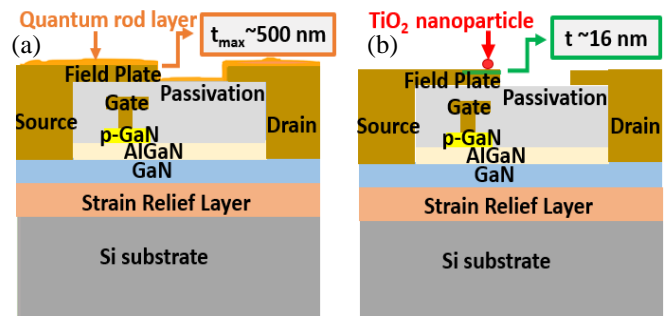 Quantum rod layer
(a)
tmax~500 nm
Field Plate
Passivation
Gate
Source
Drain
p-GaN
AlGaN
GaN
Strain Relief Layer
Si substrate
TiO2 nanoparticle
(b)
t ~16 nm
Field Plate
Passivation
Gate
Source
Drain
p-GaN
AlGaN
GaN
Strain Relief Layer
Si substrate